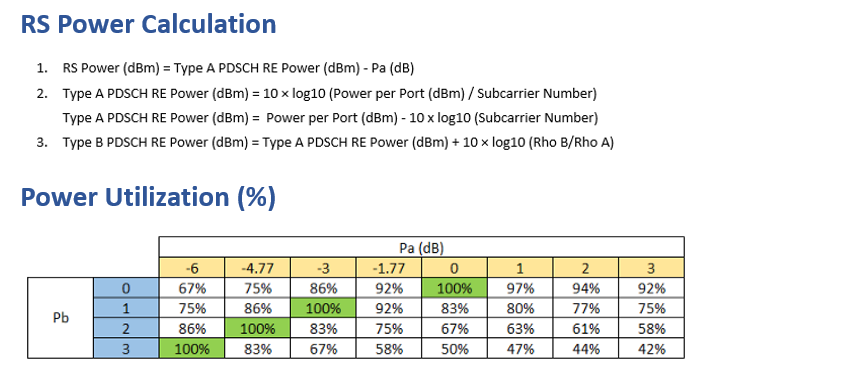 RS Power Calculation
1. RS Power (dBm) = Type A PDSCH RE Power (dBm) - Pa (dB)
2. Type A PDSCH RE Power (dBm) = 10 × log10 (Power per Port (dBm) / Subcarrier Number)
Type A PDSCH RE Power (dBm) = Power per Port (dBm) - 10 x log10 (Subcarrier Number)
3. Type B PDSCH RE Power (dBm) = Type A PDSCH RE Power (dBm) + 10 × log10 (Rho B/Rho A)
Power Utilization (%)
Pa (dB)
-6 -4.77 -3 -1.77 0 1 2 3
Pb
0 67% 75% 86% 92% 100% 97% 94% 92%
1 75% 86% 100% 92% 83% 80% 77% 75%
2 86% 100% 83% 75% 67% 63% 61% 58%
3 100% 83% 67% 58% 50% 47% 44% 42%